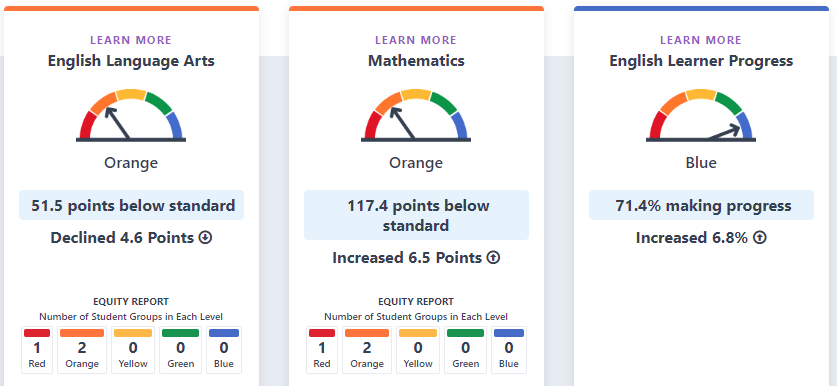 LEARN MORE
English Language Arts
Orange
51.5 points below standard
Declined 4.6 Points
EQUITY REPORT
Number of Student Groups in Each Level
1 2 0 0 0
Red Orange Yellow Green Blue
LEARN MORE
Mathematics
Orange
117.4 points below
standard
Increased 6.5 Points
EQUITY REPORT
Number of Student Groups in Each Level
1 2 0 0 0
Red Orange Yellow Green Blue
LEARN MORE
English Learner Progress
Blue
71.4% making progress
Increased 6.8%